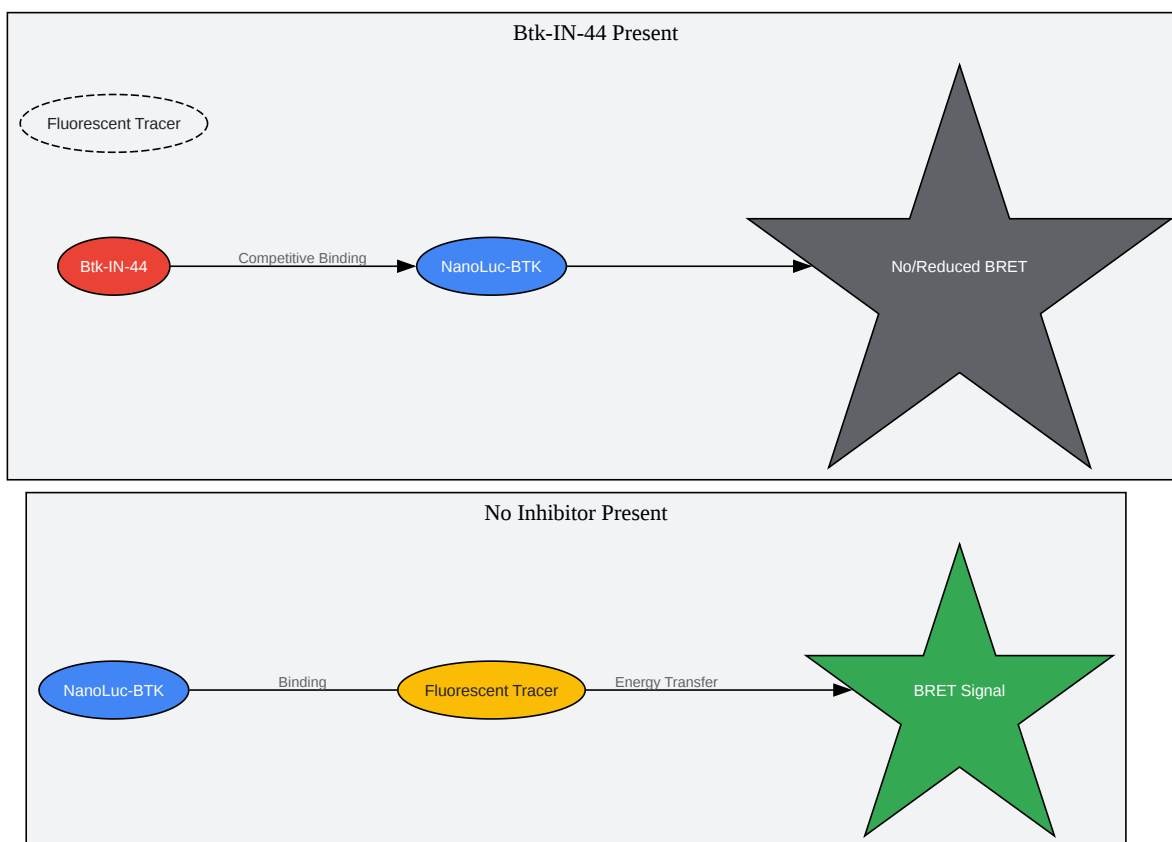 Btk-IN-44 Present
Fluorescent Tracer
Btk-IN-44
Competitive Binding
NanoLuc-BTK
No/Reduced BRET
No Inhibitor Present
NanoLuc-BTK
Binding
Fluorescent Tracer
Energy Transfer
BRET Signal